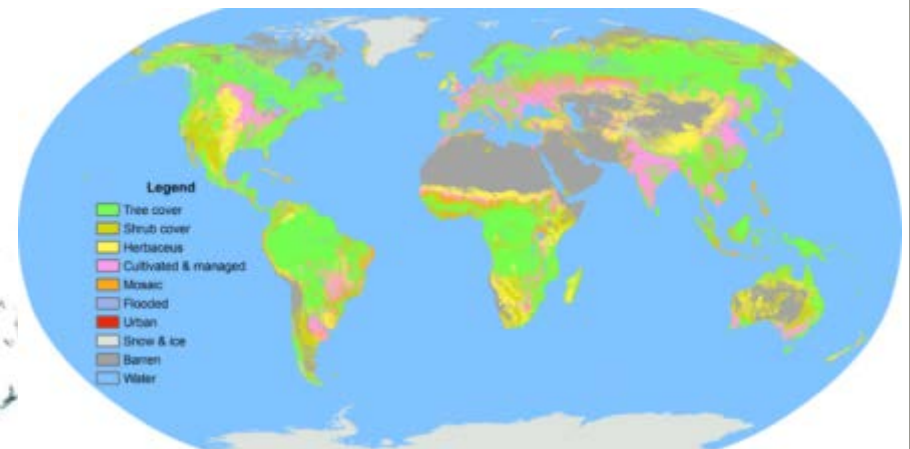 Legend
Tree cover
Shrub cover
Herbaceus
Cultivated & managed
Mosaic
Flooded
Urban
Snow & ice
Barren
Water